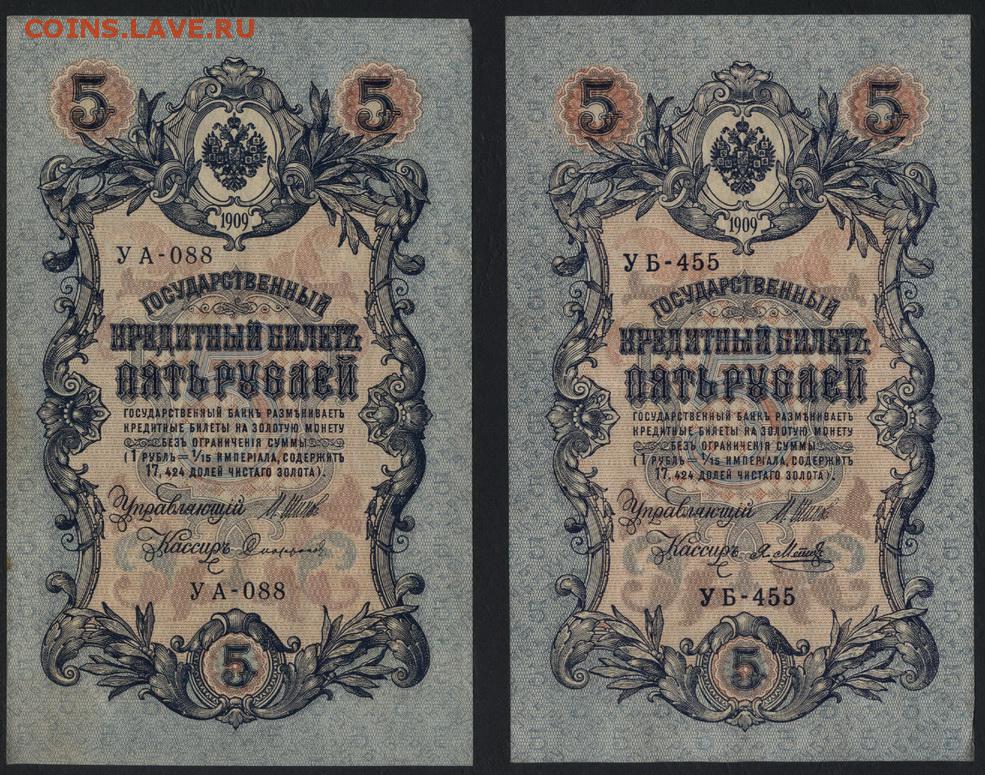 COINS.LAVE.RU
5 5
1909
УА-088
ГОСУДАРСТВЕННЫЙ
КРЕДИТНЫЙ БИЛЕТЪ
ПЯТЬ РУБЛЕЙ
ГОСУДАРСТВЕННЫЙ БАНКЪ РАЗМѢНИВАЕТЪ
КРЕДИТНЫЕ БИЛЕТЫ НА ЗОЛОТУЮ МОНЕТУ
БЕЗЪ ОГРАНИЧЕНІЯ СУММЫ
(1 РУБЛЬ = 1/15 ИМПЕРІАЛА, СОДЕРЖИТЪ
17,424 ДОЛЕЙ ЧИСТАГО ЗОЛОТА).
Управляющій
Кассиръ
УА-088
5
5 5
1909
УБ-455
ГОСУДАРСТВЕННЫЙ
КРЕДИТНЫЙ БИЛЕТЪ
ПЯТЬ РУБЛЕЙ
ГОСУДАРСТВЕННЫЙ БАНКЪ РАЗМѢНИВАЕТЪ
КРЕДИТНЫЕ БИЛЕТЫ НА ЗОЛОТУЮ МОНЕТУ
БЕЗЪ ОГРАНИЧЕНІЯ СУММЫ
(1 РУБЛЬ = 1/15 ИМПЕРІАЛА, СОДЕРЖИТЪ
17,424 ДОЛЕЙ ЧИСТАГО ЗОЛОТА).
Управляющій
Кассиръ
УБ-455
5